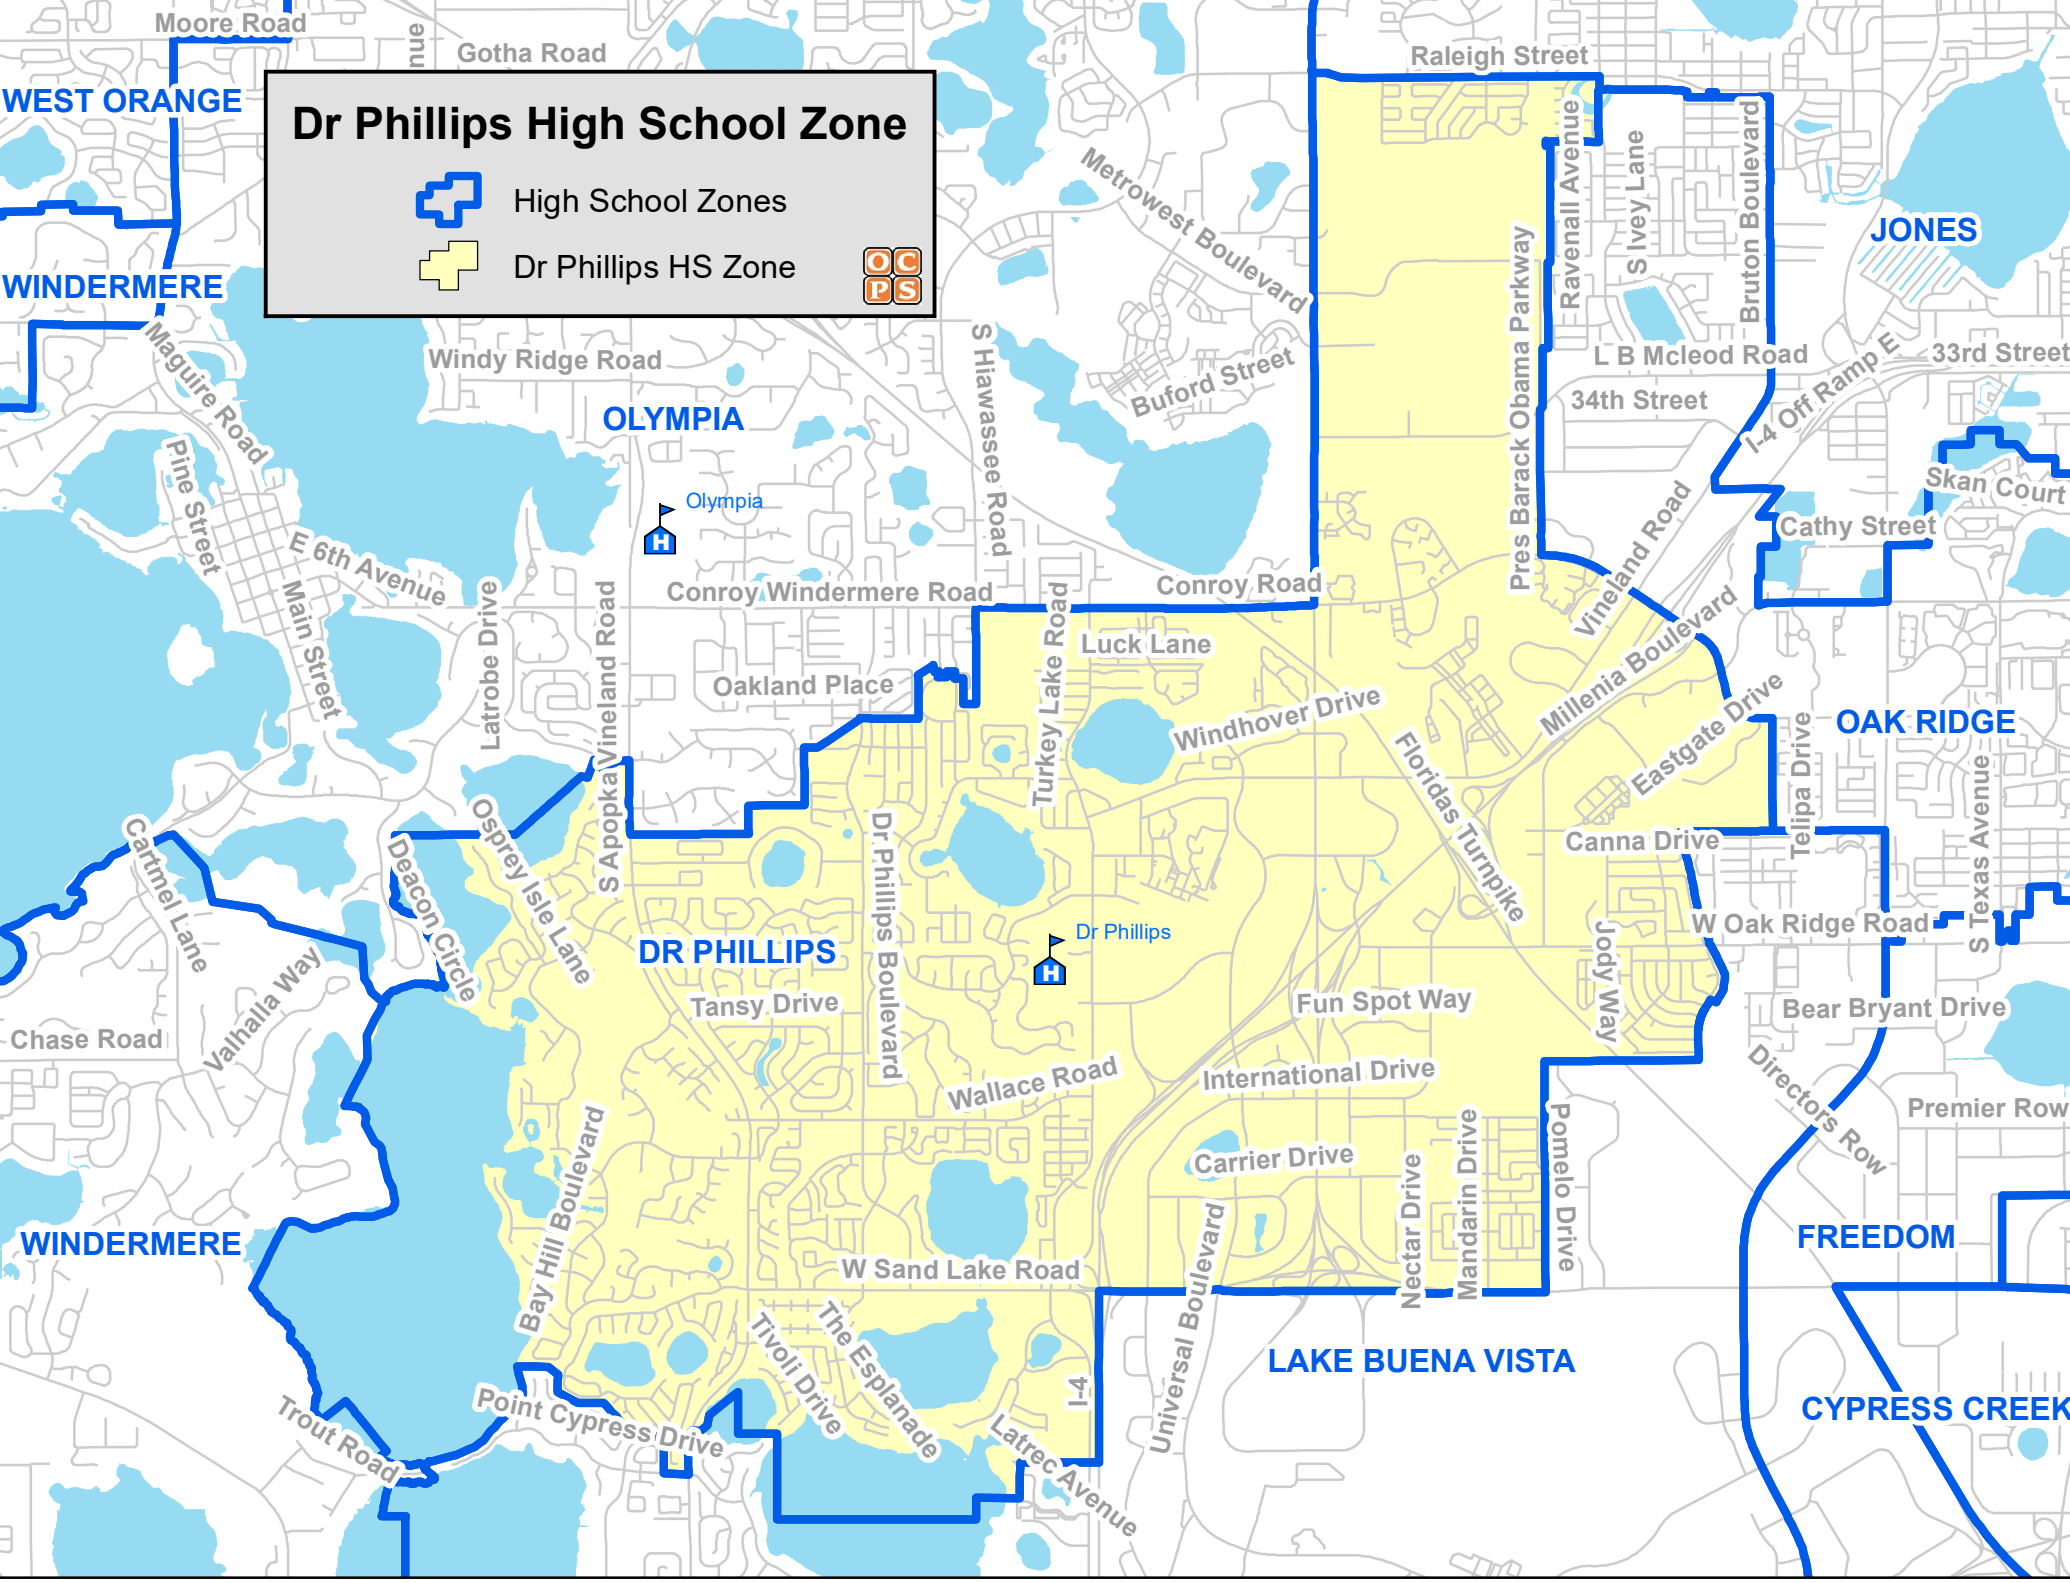 Moore Road
nue
Gotha Road
Raleigh Street
WEST ORANGE
Dr Phillips High School Zone
High School Zones
Dr Phillips HS Zone
O C
P S
Metrowest Boulevard
Ravenall Avenue
S Ivey Lane
Bruton Boulevard
JONES
WINDERMERE
Maguire Road
Windy Ridge Road
S Hiawassee Road
Buford Street
Pres Barack Obama Parkway
L B Mcleod Road
33rd Street
34th Street
I-4 Off Ramp E
OLYMPIA
Pine Street
Olympia
H
Skan Court
Cathy Street
Vineland Road
E 6th Avenue
Main Street
Latrobe Drive
Conroy Windermere Road
Conroy Road
Turkey Lake Road
Luck Lane
Millenia Boulevard
Oakland Place
S Apopka Vineland Road
Windhover Drive
Eastgate Drive
OAK RIDGE
Floridas Turnpike
Telipa Drive
S Texas Avenue
Cartmel Lane
Deacon Circle
Osprey Isle Lane
Dr Phillips Boulevard
Canna Drive
W Oak Ridge Road
DR PHILLIPS
Dr Phillips
H
Jody Way
Valhalla Way
Chase Road
Tansy Drive
Fun Spot Way
Bear Bryant Drive
Wallace Road
International Drive
Directors Row
Premier Row
Bay Hill Boulevard
Carrier Drive
Nectar Drive
Mandarin Drive
Pomelo Drive
WINDERMERE
FREEDOM
W Sand Lake Road
Universal Boulevard
Tivoli Drive
The Esplanade
I-4
LAKE BUENA VISTA
CYPRESS CREEK
Trout Road
Point Cypress Drive
Latrec Avenue